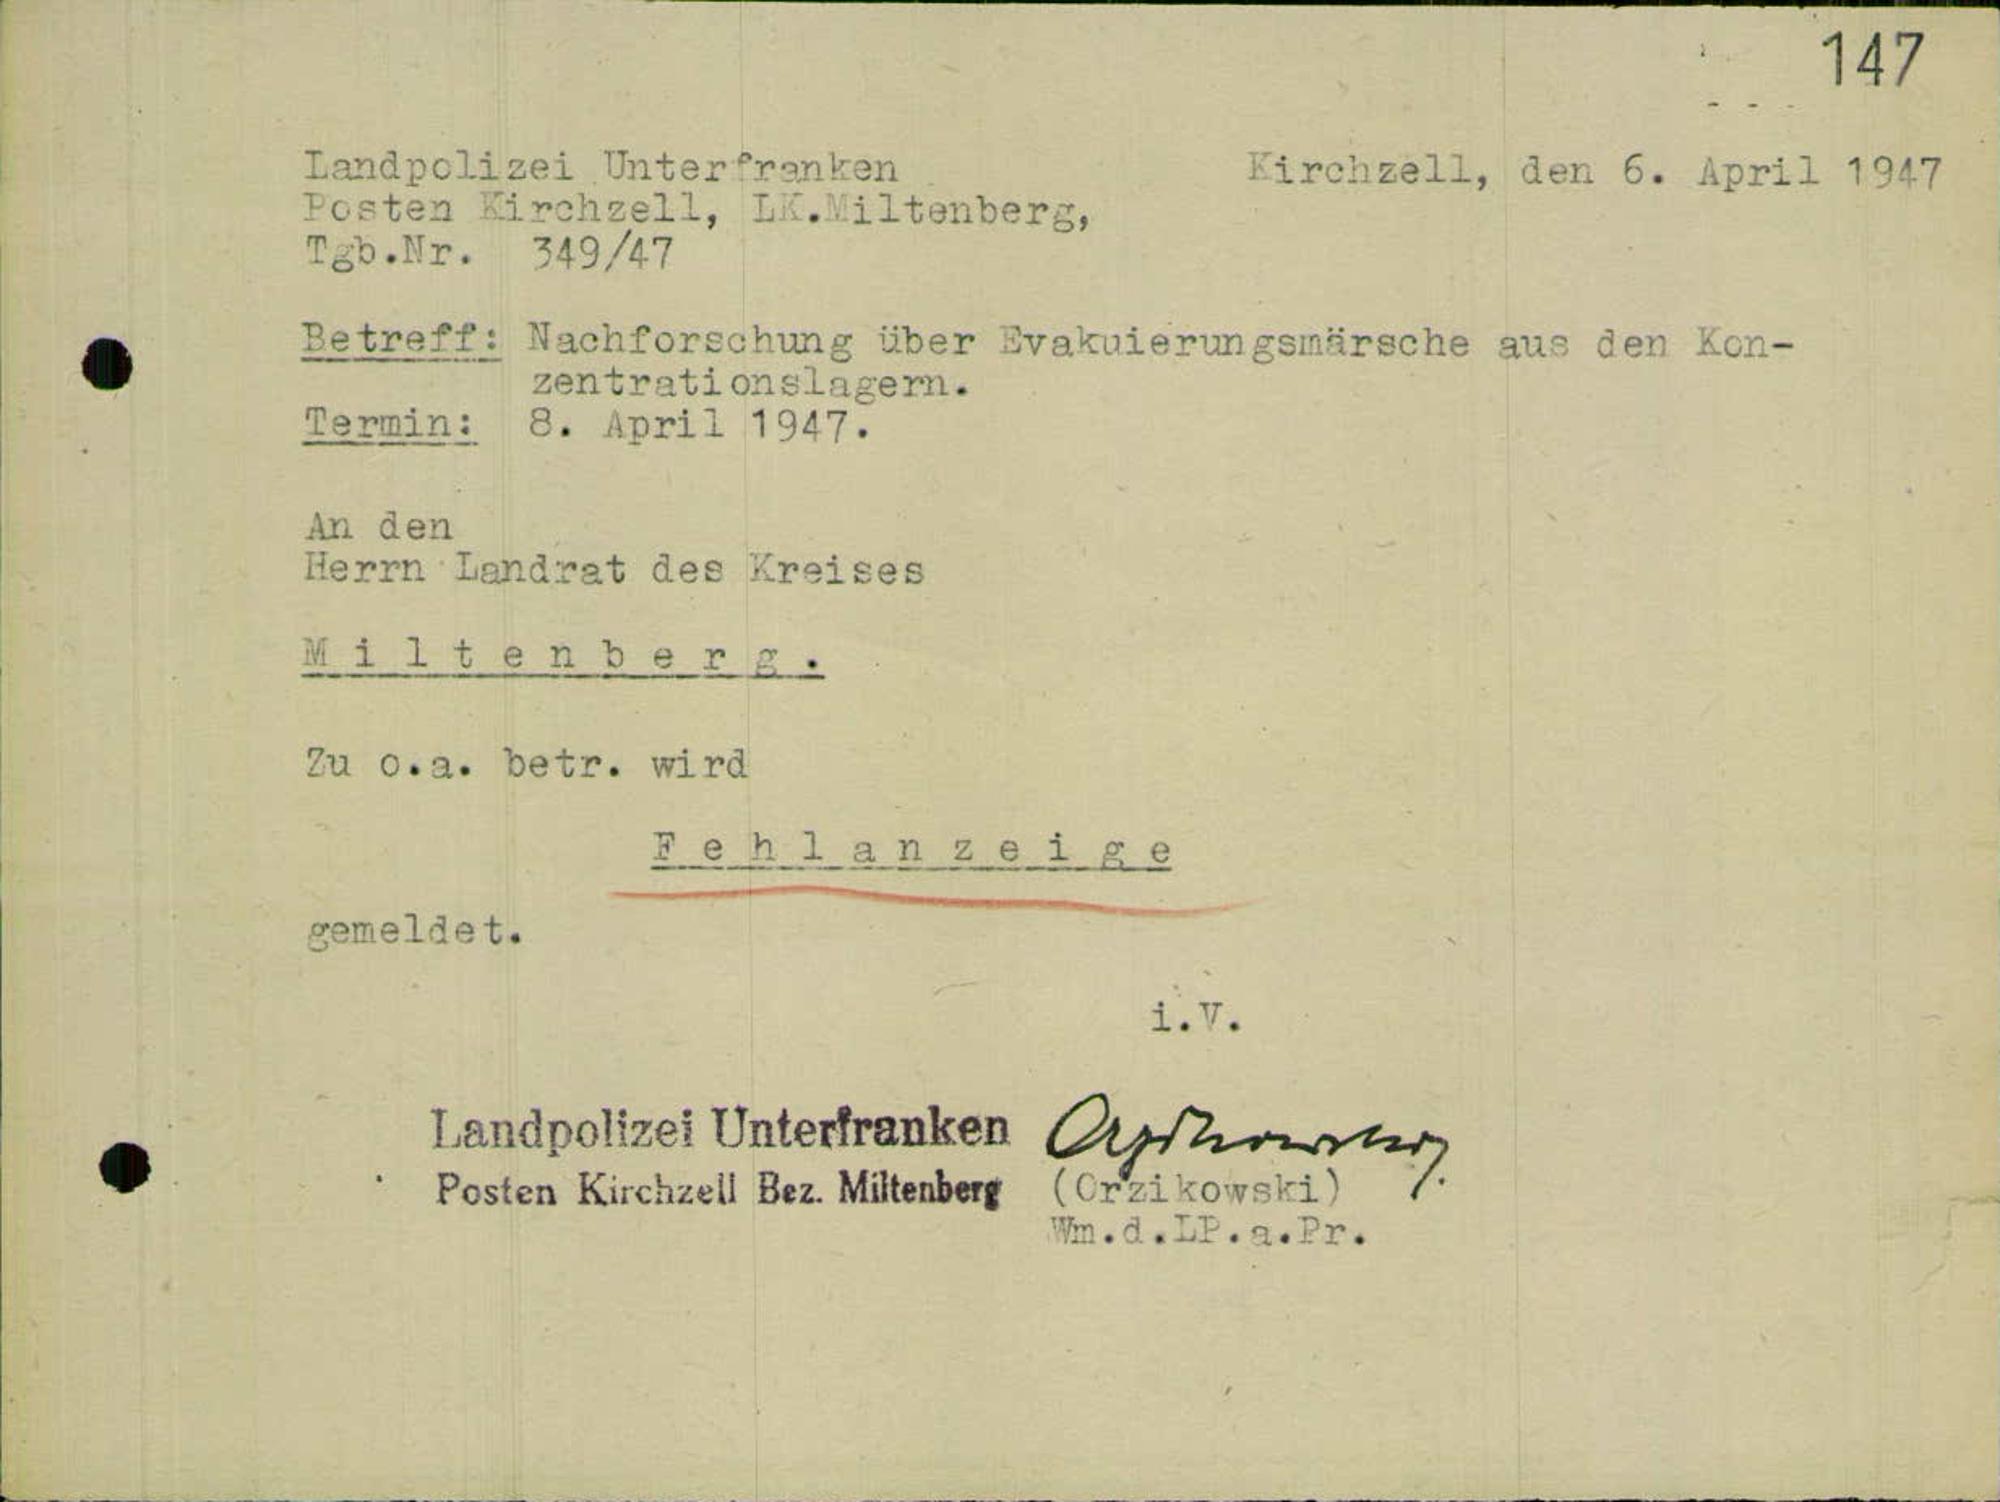 147
Landpolizei Unterfranken
Kirchzell, den 6. April 1947
Posten Kirchzell, LK.Miltenberg,
Tgb.Nr. 349/47
Betreff: Nachforschung über Evakuierungsmärsche aus den Kon-
zentrationslagern.
Termin: 8. April 1947.
An den
Herrn Landrat des Kreises
M i l t e n b e r g .
Zu o.a. betr. wird
F e h l a n z e i g e
gemeldet.
i.V.
Landpolizei Unterfranken
Orzikowski
Posten Kirchzell Bez. Miltenberg
(Orzikowski)
Wm.d.LP.a.Pr.